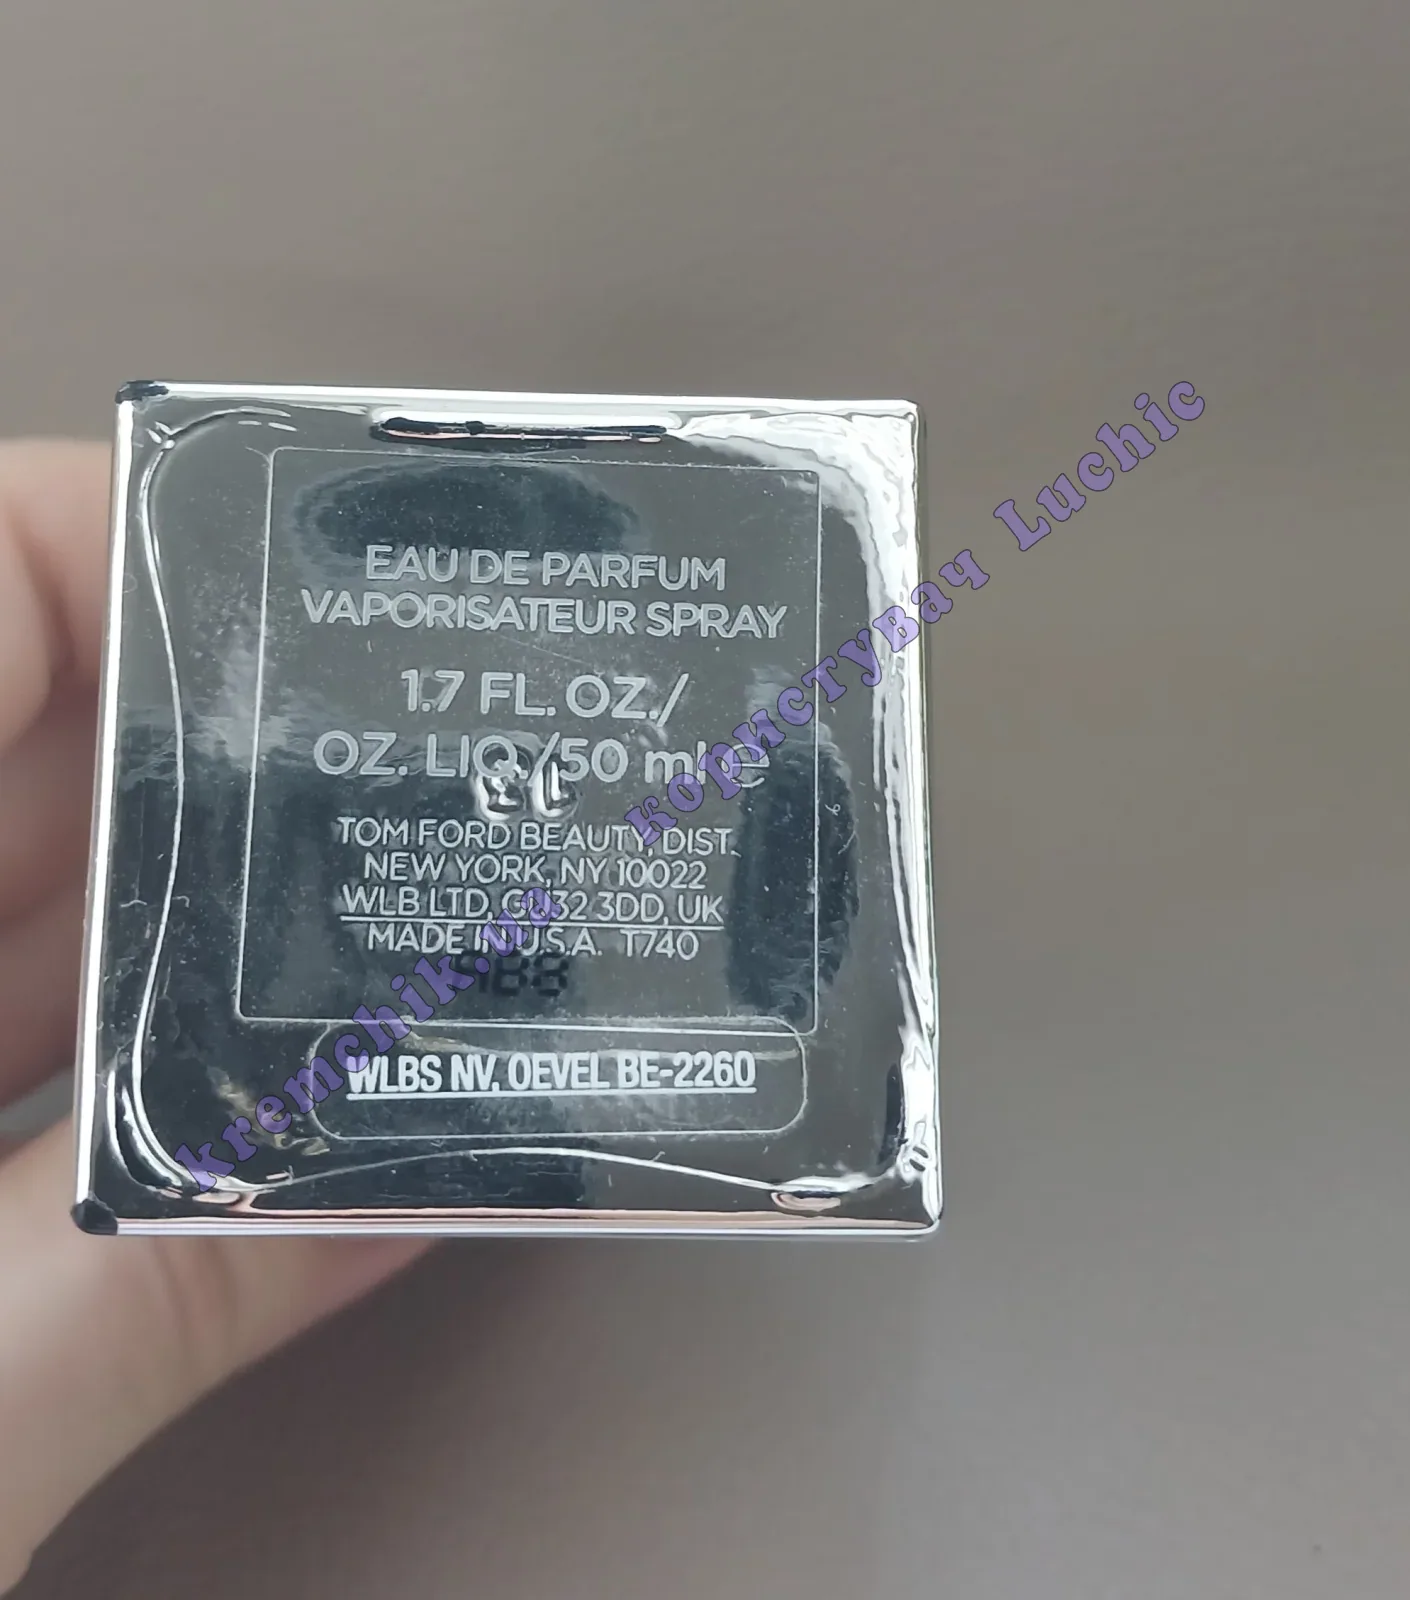 EAU DE PARFUM
VAPORISATEUR SPRAY
1.7 FL. OZ./
OZ. LIQ./50 ml e
TOM FORD BEAUTY, DIST.
NEW YORK, NY 10022
WLB LTD, GU32 3DD, UK
MADE IN U.S.A. T740
WLBS NV, OEVEL BE-2260
kremchik.ua користувач Luchic